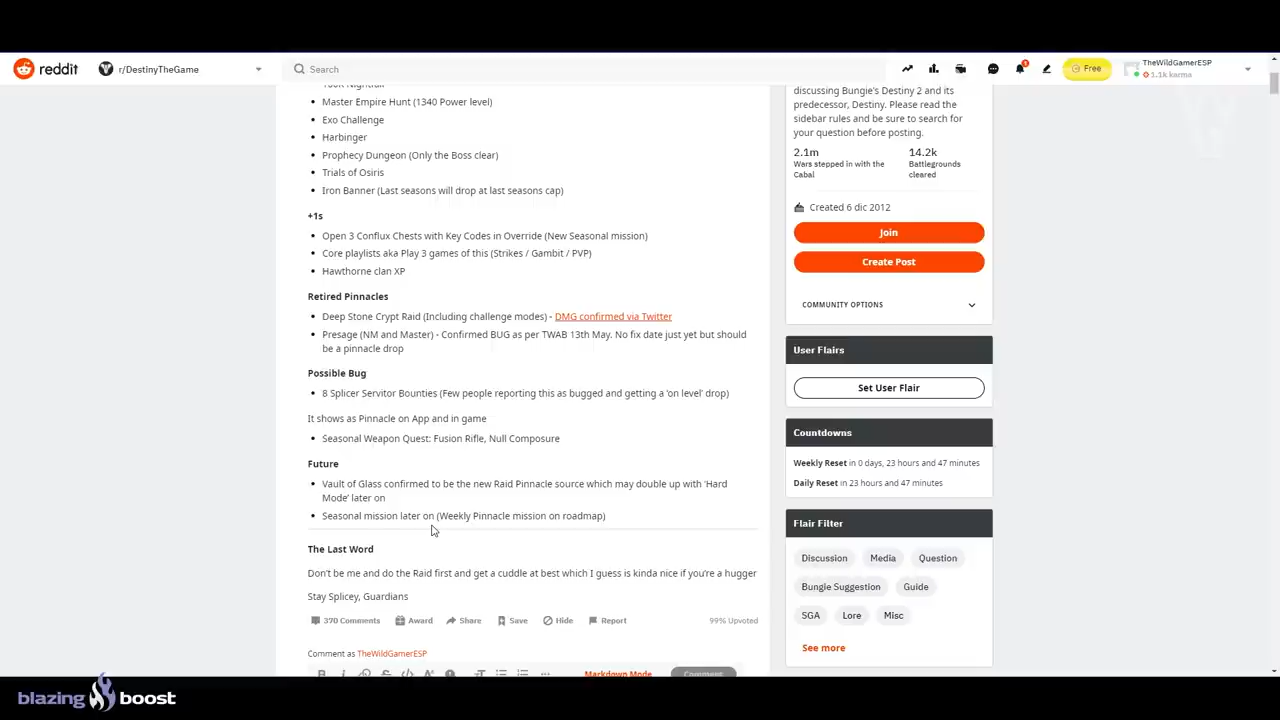 reddit
r/DestinyTheGame
Search
1
Free
TheWildGamerESP
1.1k karma
Master Empire Hunt (1340 Power level)
Exo Challenge
Harbinger
Prophecy Dungeon (Only the Boss clear)
Trials of Osiris
Iron Banner (Last seasons will drop at last seasons cap)
+1s
Open 3 Conflux Chests with Key Codes in Override (New Seasonal mission)
Core playlists aka Play 3 games of this (Strikes / Gambit / PVP)
Hawthorne clan XP
Retired Pinnacles
Deep Stone Crypt Raid (Including challenge modes) - DMG confirmed via Twitter
Presage (NM and Master) - Confirmed BUG as per TWAB 13th May. No fix date just yet but should
be a pinnacle drop
Possible Bug
8 Splicer Servitor Bounties (Few people reporting this as bugged and getting a 'on level' drop)
It shows as Pinnacle on App and in game
Seasonal Weapon Quest: Fusion Rifle, Null Composure
Future
Vault of Glass confirmed to be the new Raid Pinnacle source which may double up with 'Hard
Mode' later on
Seasonal mission later on (Weekly Pinnacle mission on roadmap)
The Last Word
Don't be me and do the Raid first and get a cuddle at best which I guess is kinda nice if you're a hugger
Stay Splicey, Guardians
370 Comments Award Share Save Hide Report 99% Upvoted
Comment as TheWildGamerESP
Markdown Mode Comment
discussing Bungie's Destiny 2 and its
predecessor, Destiny. Please read the
sidebar rules and be sure to search for
your question before posting.
2.1m 14.2k
Wars stepped in with the Battlegrounds
Cabal cleared
Created 6 dic 2012
Join
Create Post
COMMUNITY OPTIONS
User Flairs
Set User Flair
Countdowns
Weekly Reset in 0 days, 23 hours and 47 minutes
Daily Reset in 23 hours and 47 minutes
Flair Filter
Discussion Media Question
Bungie Suggestion Guide
SGA Lore Misc
See more
blazing boost